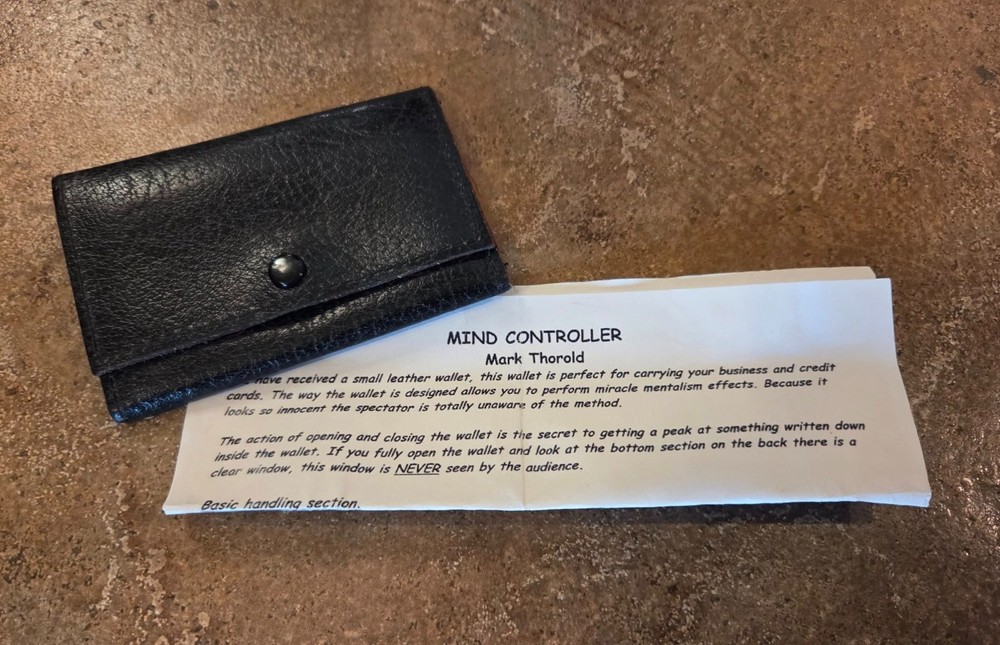 MIND CONTROLLER
Mark Thorold
have received a small leather wallet, this wallet is perfect for carrying your business and credit
cards. The way the wallet is designed allows you to perform miracle mentalism effects. Because it
looks so innocent the spectator is totally unaware of the method.
The action of opening and closing the wallet is the secret to getting a peak at something written down
inside the wallet. If you fully open the wallet and look at the bottom section on the back there is a
clear window, this window is NEVER seen by the audience.
Basic handling section.